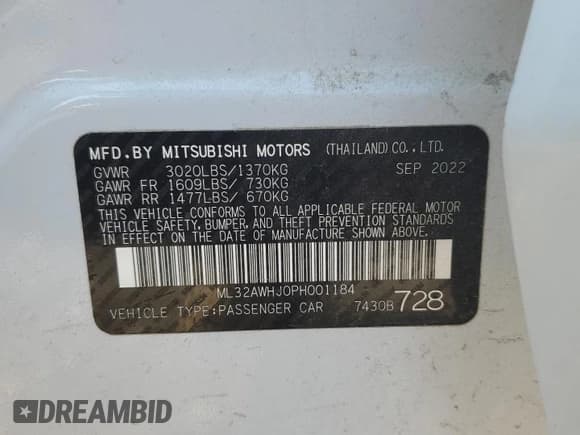 MFD.BY MITSUBISHI MOTORS (THAILAND)CO.,LTD.
GVWR 3020LBS/1370KG SEP 2022
GAWR FR 1609LBS/ 730KG
GAWR RR 1477LBS/ 670KG
THIS VEHICLE CONFORMS TO ALL APPLICABLE FEDERAL MOTOR
VEHICLE SAFETY,BUMPER,AND THEFT PREVENTION STANDARDS
IN EFFECT ON THE DATE OF MANUFACTURE SHOWN ABOVE.
ML32AWHJ0PH001184
VEHICLE TYPE:PASSENGER CAR 7430B 728
DREAMBID